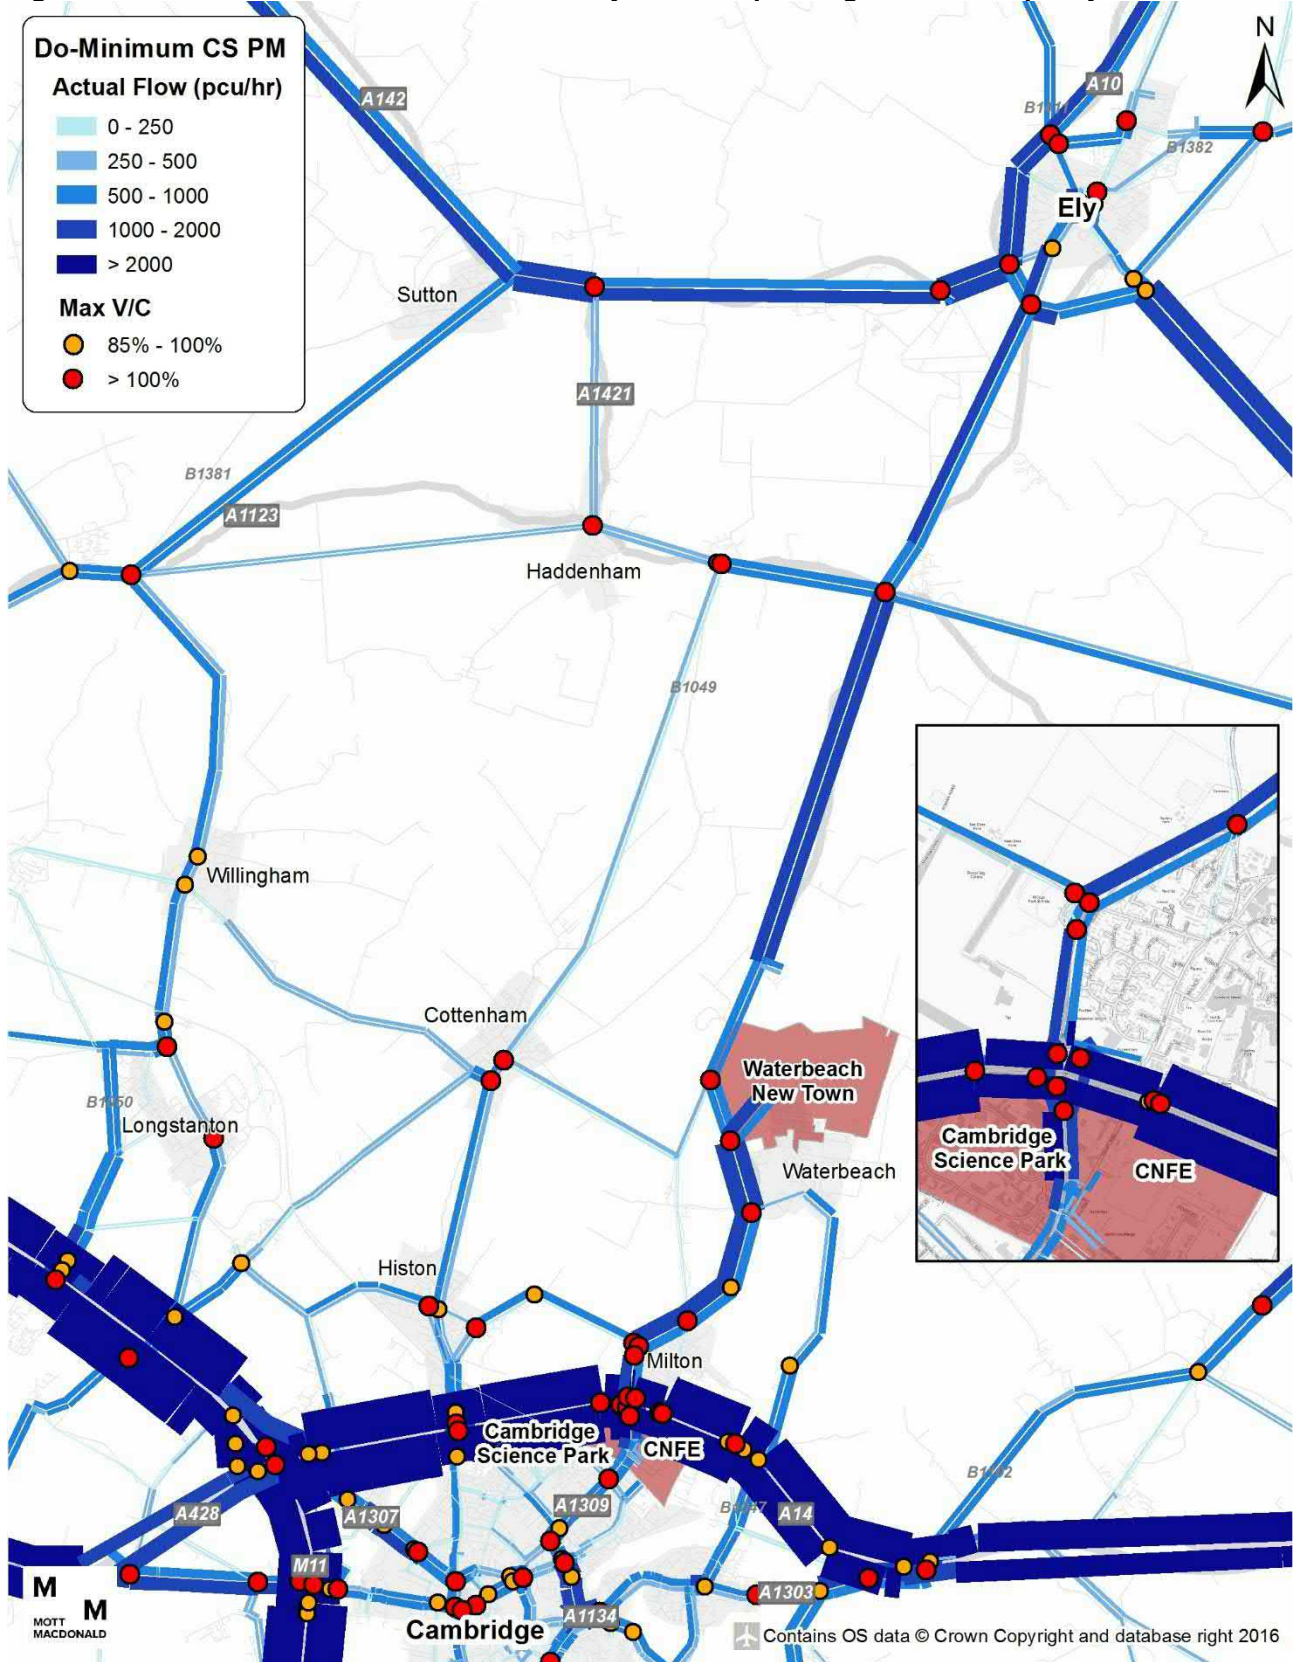 Do-Minimum CS PM
Actual Flow (pcu/hr)
0 - 250
250 - 500
500 - 1000
1000 - 2000
> 2000
Max V/C
85% - 100%
> 100%
N
A142
A10
B1382
Ely
Sutton
A1421
B1381
A1123
Haddenham
B1049
Willingham
Cottenham
Waterbeach
New Town
Longstanton
Waterbeach
Cambridge
Science Park
CNFE
Histon
Milton
Cambridge
Science Park
CNFE
A428
A1307
A1309
A14
M11
A1303
A1134
Cambridge
M M
MOTT
MACDONALD
Contains OS data © Crown Copyright and database right 2016